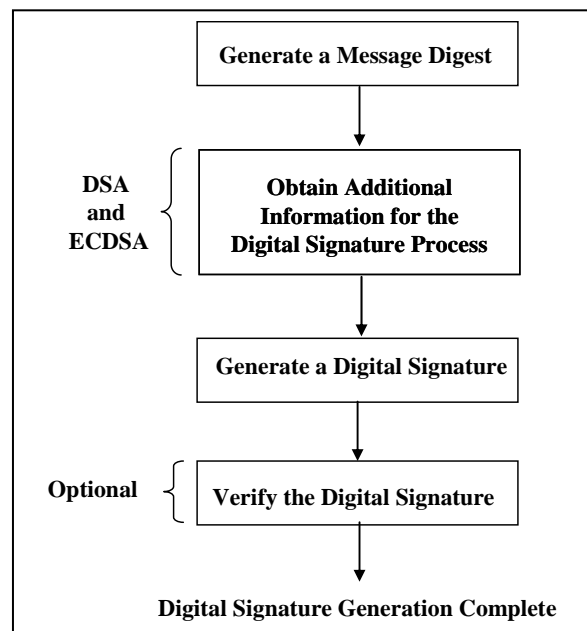 Generate a Message Digest
DSA
and
ECDSA
Obtain Additional
Information for the
Digital Signature Process
Generate a Digital Signature
Optional
Verify the Digital Signature
Digital Signature Generation Complete